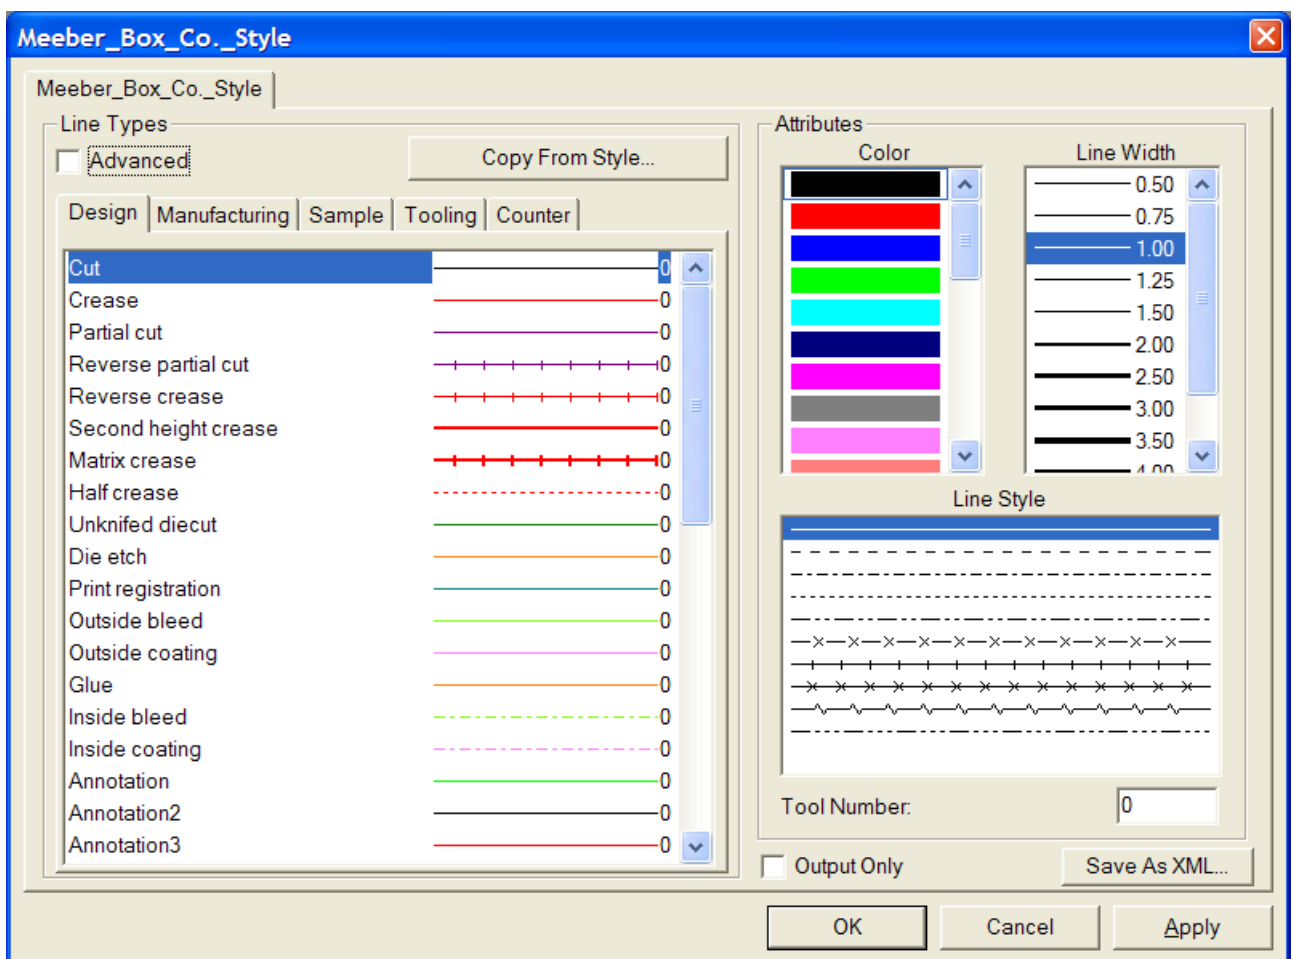 Meeber_Box_Co._Style
Meeber_Box_Co._Style
Line Types
Advanced
Copy From Style...
Design Manufacturing Sample Tooling Counter
Cut 0
Crease 0
Partial cut 0
Reverse partial cut 0
Reverse crease 0
Second height crease 0
Matrix crease 0
Half crease 0
Unknifed diecut 0
Die etch 0
Print registration 0
Outside bleed 0
Outside coating 0
Glue 0
Inside bleed 0
Inside coating 0
Annotation 0
Annotation2 0
Annotation3 0
Attributes
Color
Line Width
0.50
0.75
1.00
1.25
1.50
2.00
2.50
3.00
3.50
4.00
Line Style
Tool Number: 0
Output Only
Save As XML...
OK Cancel Apply